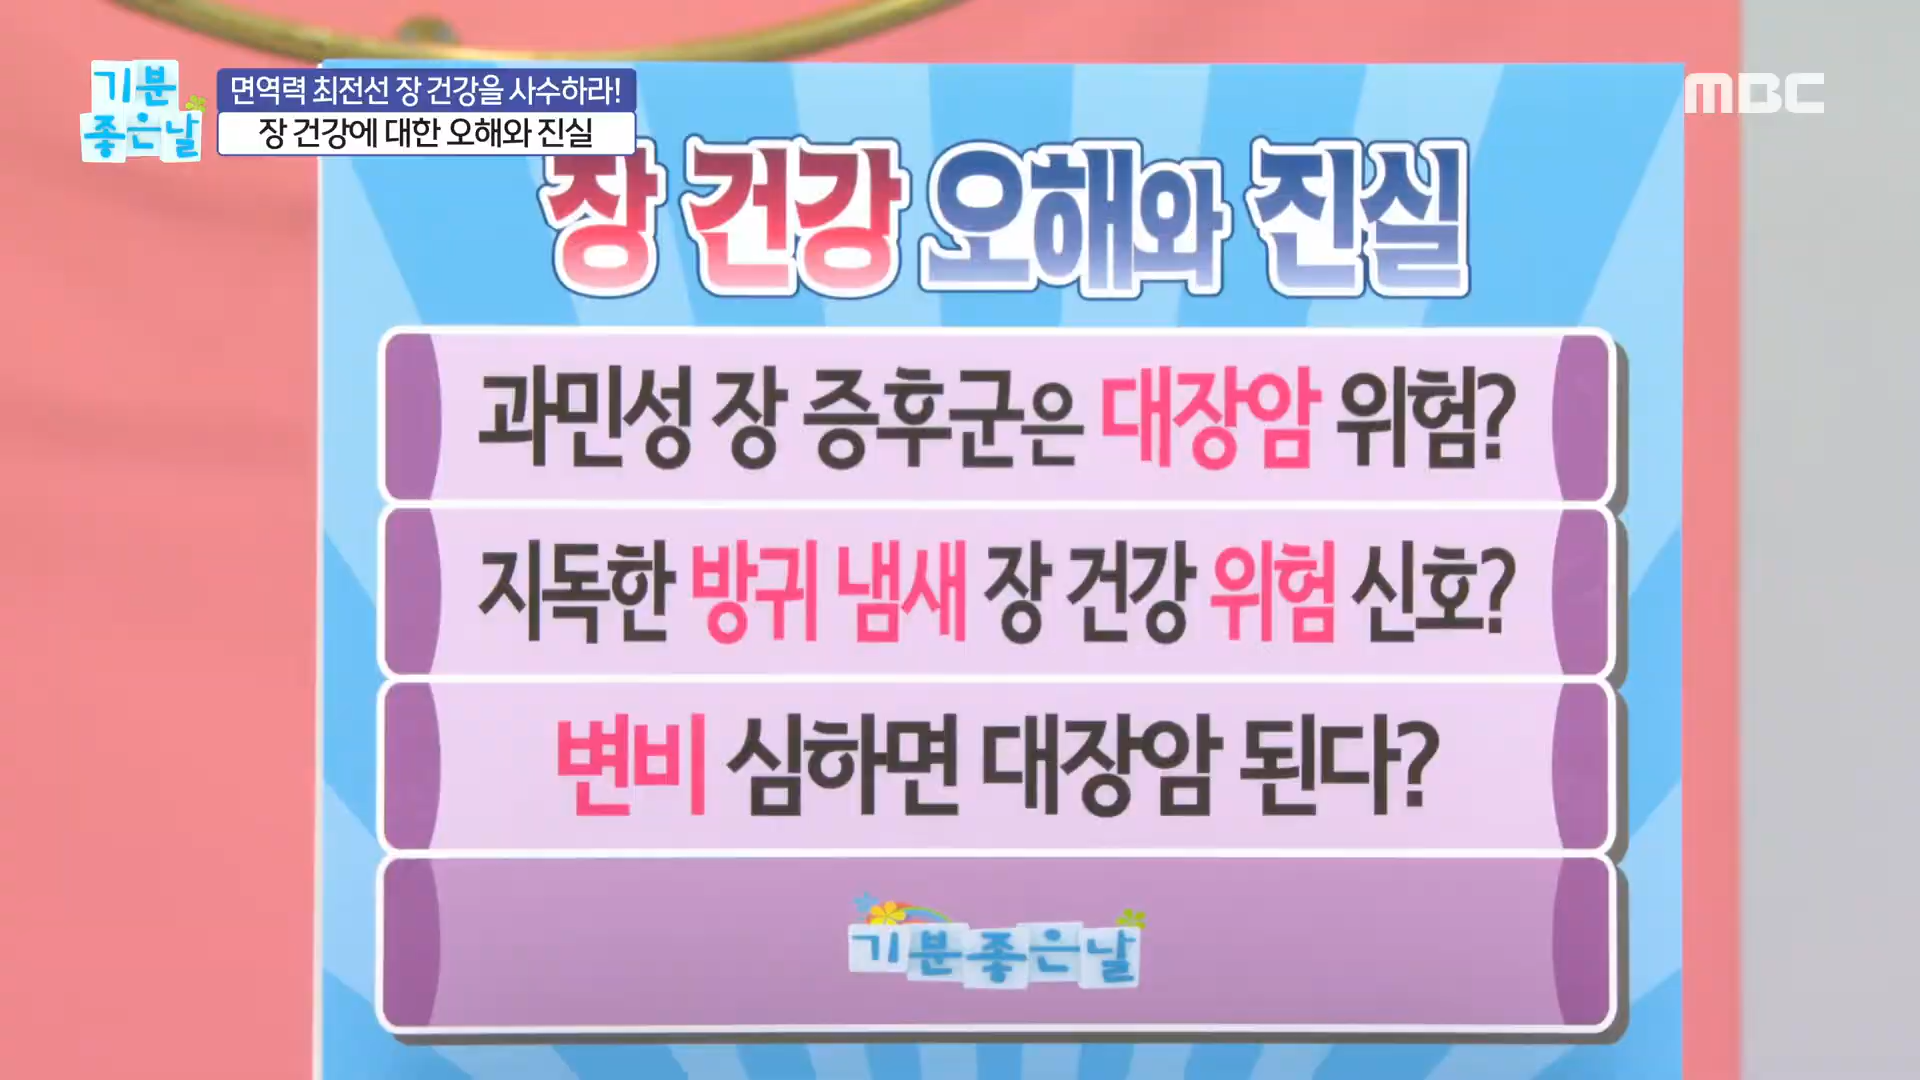 기분
좋은날
면역력 최전선 장 건강을 사수하라!
장 건강에 대한 오해와 진실
MBC
장 건강 오해와 진실
과민성 장 증후군은 대장암 위험?
지독한 방귀 냄새 장 건강 위험 신호?
변비 심하면 대장암 된다?
기분좋은날